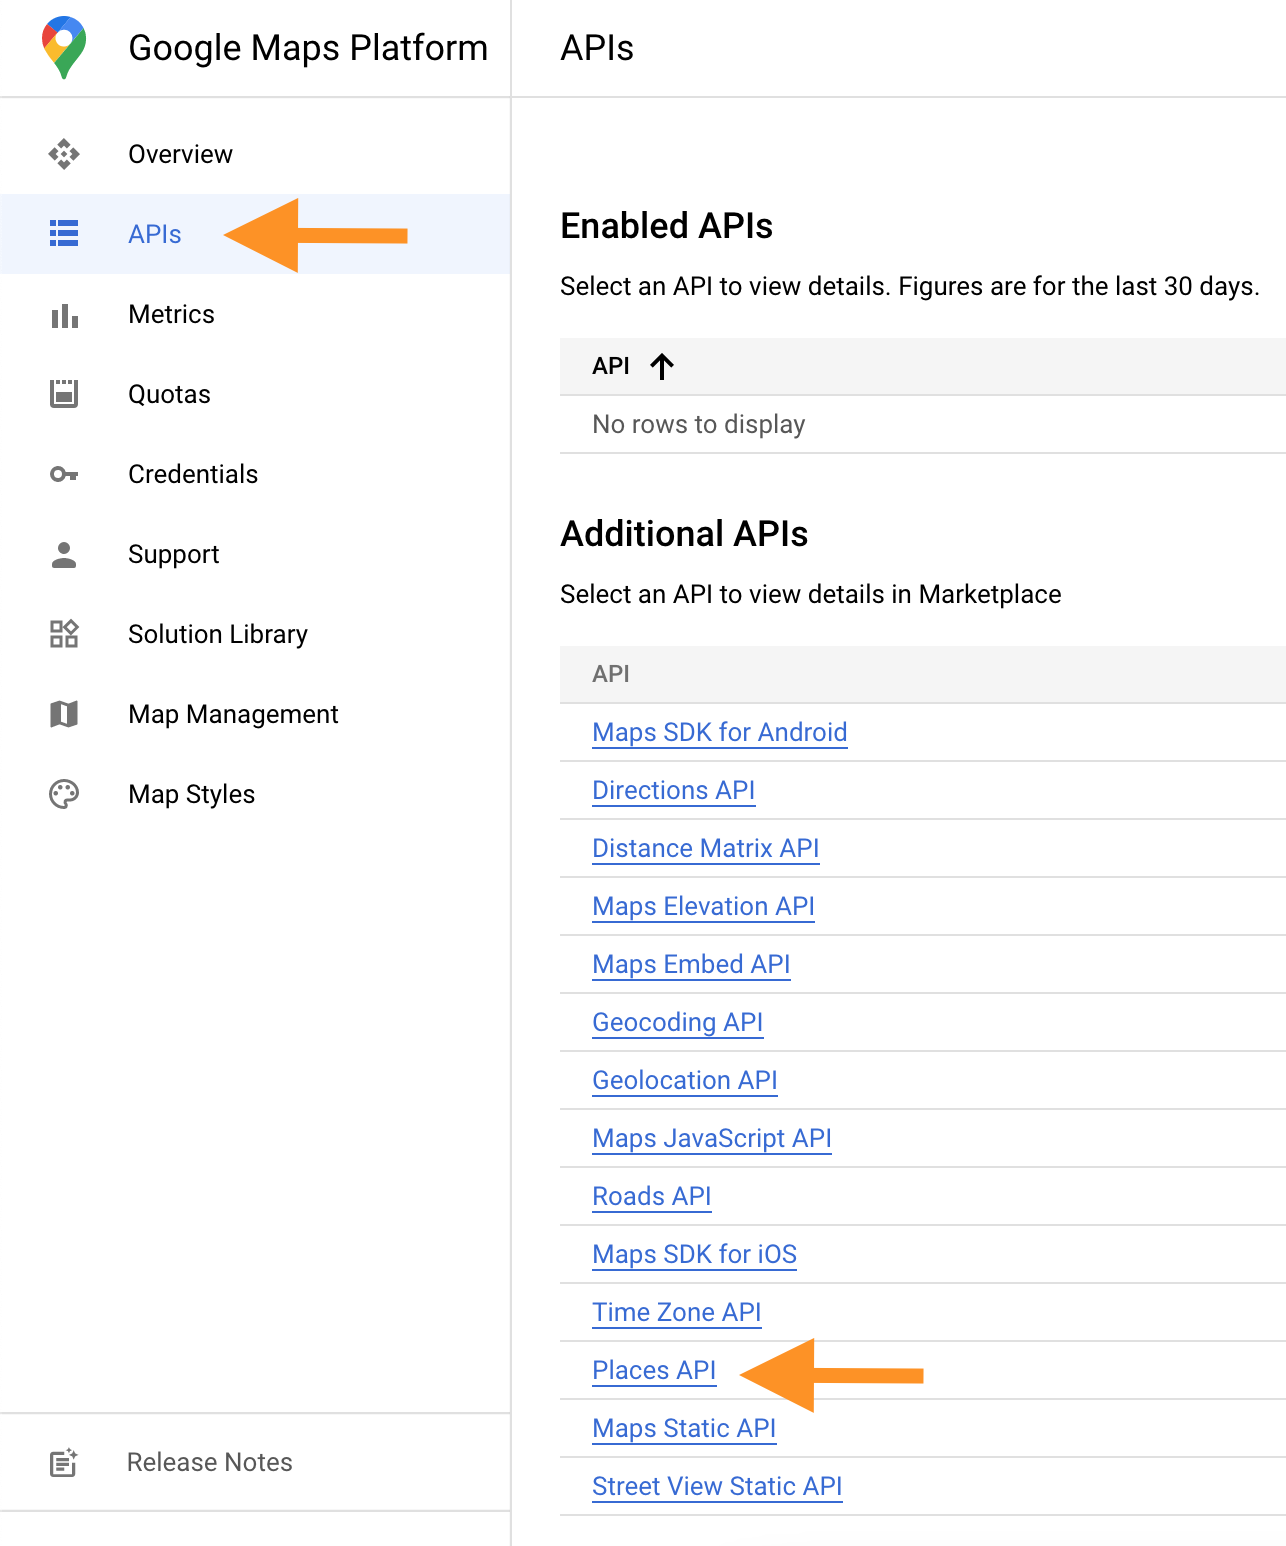 Google Maps Platform
APIs
Overview
APIs
Metrics
Quotas
Credentials
Support
Solution Library
Map Management
Map Styles
Release Notes
Enabled APIs
Select an API to view details. Figures are for the last 30 days.
API
No rows to display
Additional APIs
Select an API to view details in Marketplace
API
Maps SDK for Android
Directions API
Distance Matrix API
Maps Elevation API
Maps Embed API
Geocoding API
Geolocation API
Maps JavaScript API
Roads API
Maps SDK for iOS
Time Zone API
Places API
Maps Static API
Street View Static API